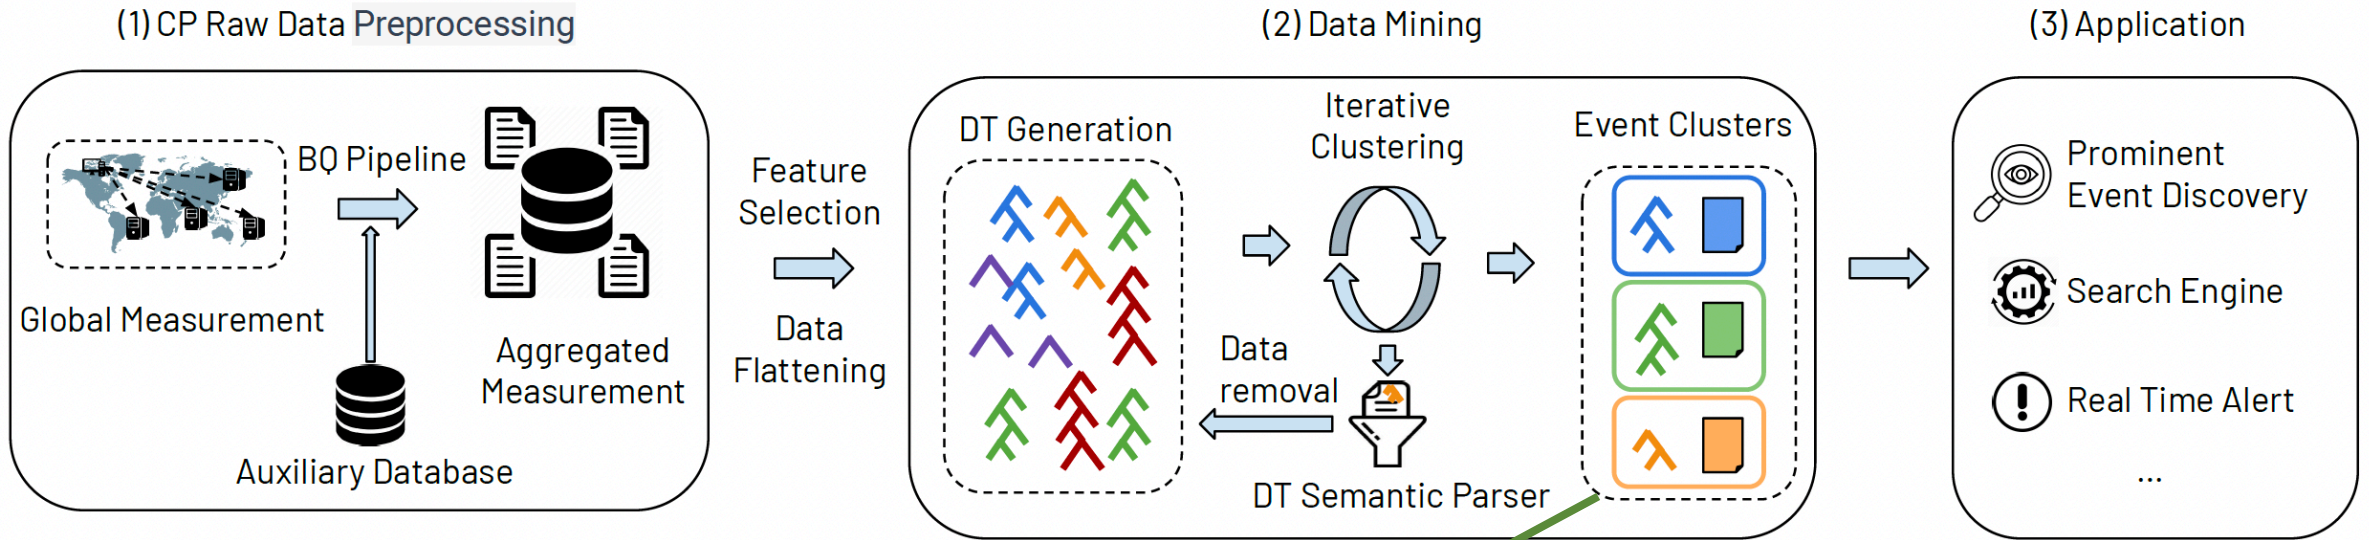 (1) CP Raw Data Preprocessing
Global Measurement
BQ Pipeline
Auxiliary Database
Aggregated
Measurement
Feature
Selection
Data
Flattening
(2) Data Mining
DT Generation
Iterative
Clustering
Data
removal
DT Semantic Parser
Event Clusters
(3) Application
Prominent
Event Discovery
Search Engine
Real Time Alert
...